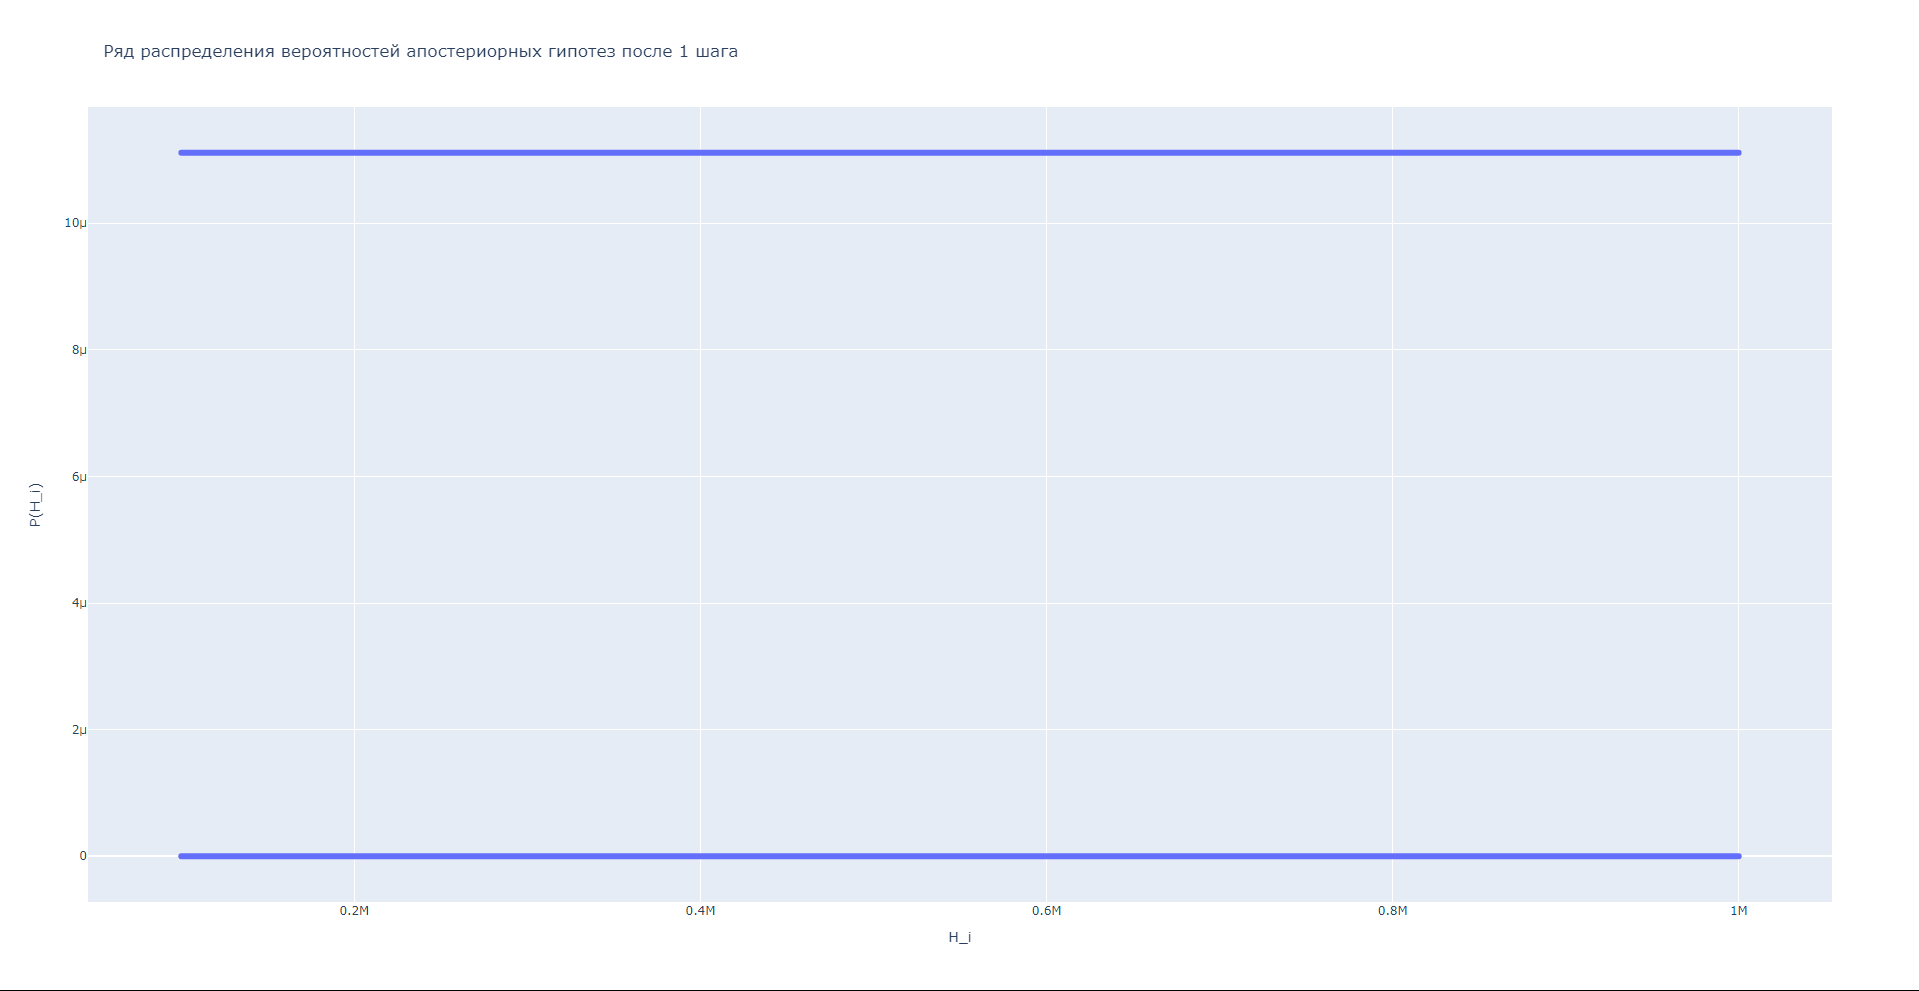 Ряд распределения вероятностей апостериорных гипотез после 1 шага
10µ
8µ
6µ
4µ
2µ
0
P(H_i)
0.2M
0.4M
0.6M
0.8M
1M
H_i